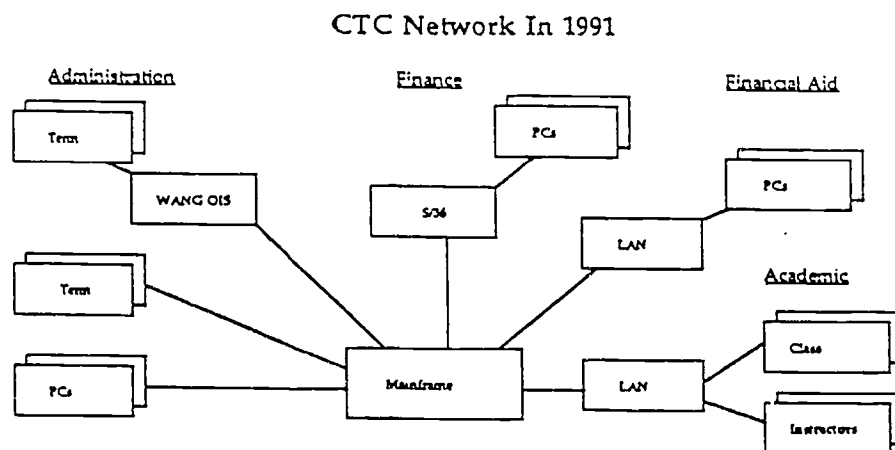 CTC Network In 1991
Administration
Finance
Financial Aid
Term
PCs
PCs
WANG OIS
S/36
LAN
Academic
Term
Class
Mainframe
LAN
PCs
Instructors